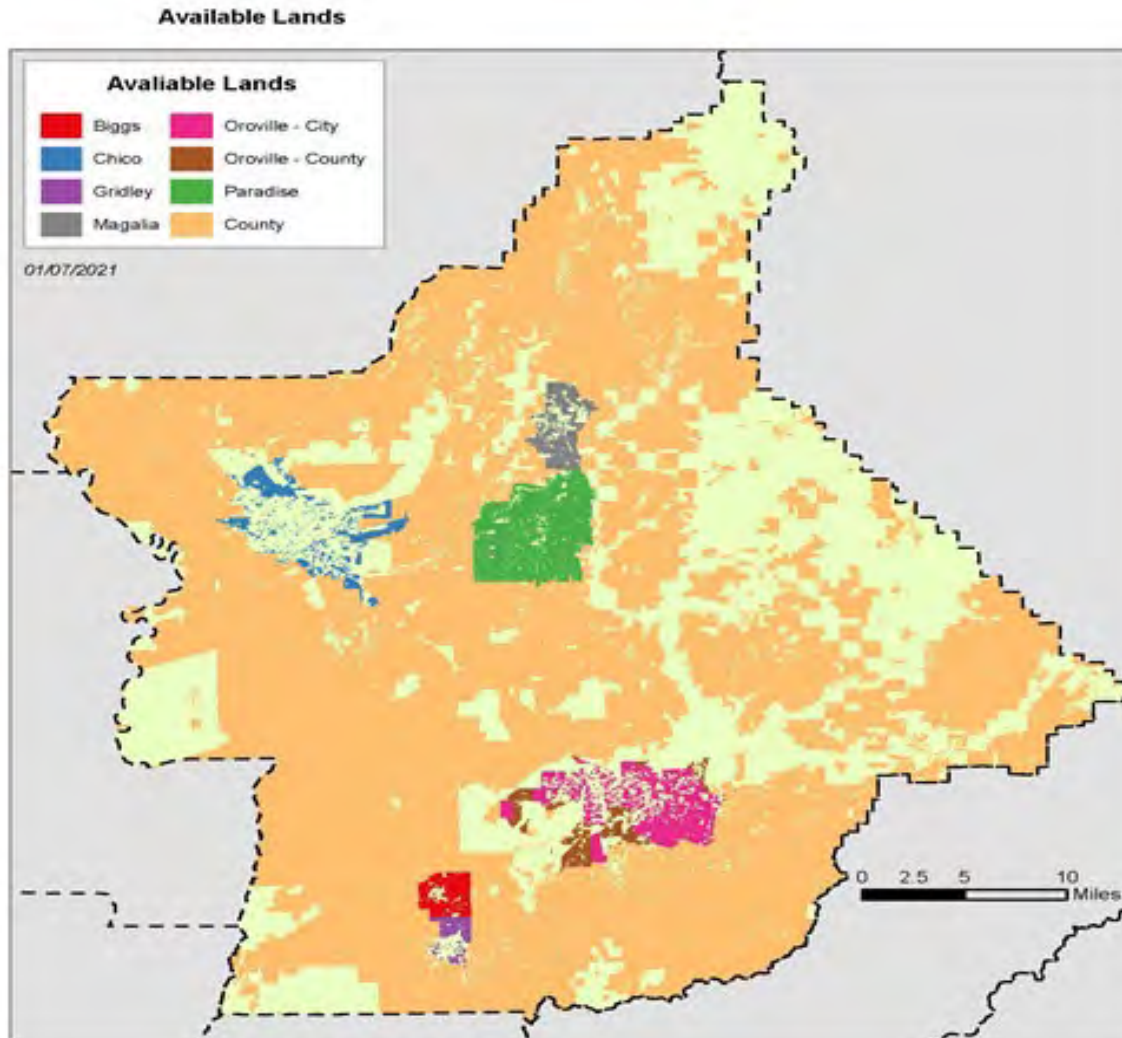 Available Lands
Avaliable Lands
Biggs
Oroville - City
Chico
Oroville - County
Gridley
Paradise
Magalia
County
01/07/2021
0 2.5 5 10
Miles